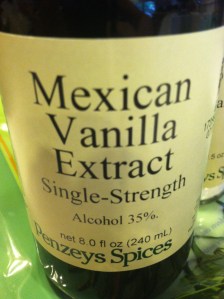 Mexican
Vanilla
Extract
Single-Strength
Alcohol 35%.
net 8.0 fl oz (240 mL)
Penzeys Spices